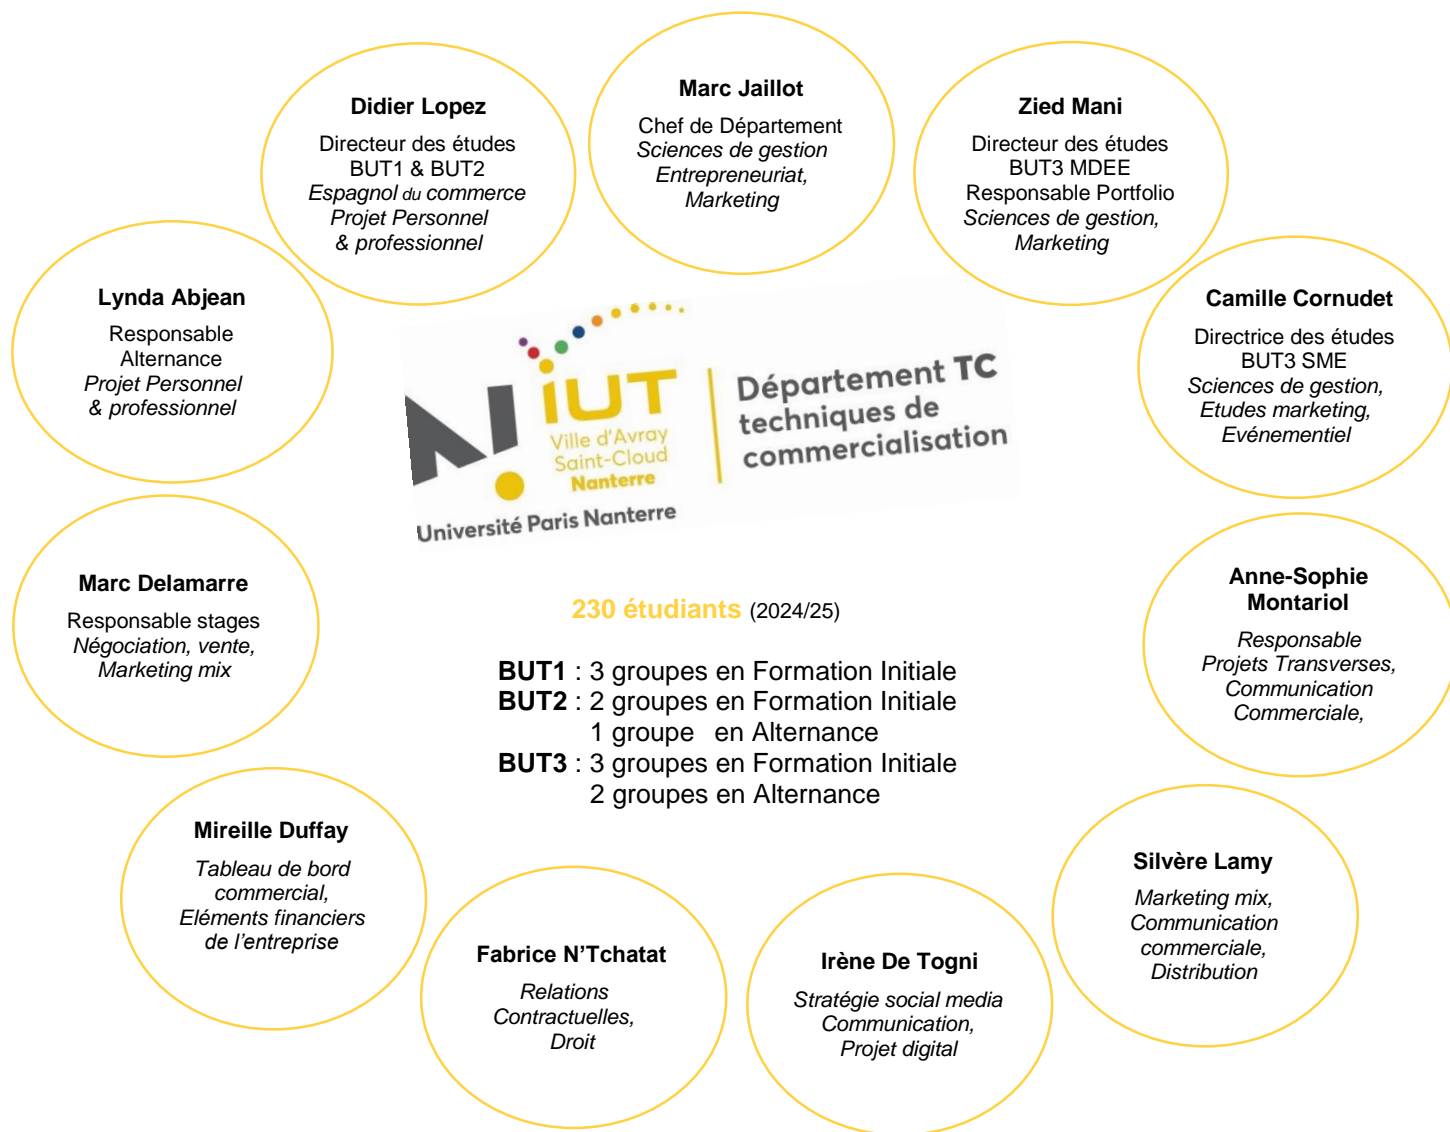 Marc Jaillot
Chef de Département
Sciences de gestion
Entrepreneuriat,
Marketing
Didier Lopez
Directeur des études
BUT1 & BUT2
Espagnol du commerce
Projet Personnel
& professionnel
Zied Mani
Directeur des études
BUT3 MDEE
Responsable Portfolio
Sciences de gestion,
Marketing
Lynda Abjean
Responsable
Alternance
Projet Personnel
& professionnel
Camille Cornudet
Directrice des études
BUT3 SME
Sciences de gestion,
Etudes marketing,
Evénementiel
N! iUT
Ville d'Avray
Saint-Cloud
Nanterre
Université Paris Nanterre
Département TC
techniques de
commercialisation
Marc Delamarre
Responsable stages
Négociation, vente,
Marketing mix
Anne-Sophie
Montariol
Responsable
Projets Transverses,
Communication
Commerciale,
230 étudiants (2024/25)
BUT1 : 3 groupes en Formation Initiale
BUT2 : 2 groupes en Formation Initiale
1 groupe en Alternance
BUT3 : 3 groupes en Formation Initiale
2 groupes en Alternance
Mireille Duffay
Tableau de bord
commercial,
Eléments financiers
de l'entreprise
Silvère Lamy
Marketing mix,
Communication
commerciale,
Distribution
Fabrice N'Tchatat
Relations
Contractuelles,
Droit
Irène De Togni
Stratégie social media
Communication,
Projet digital